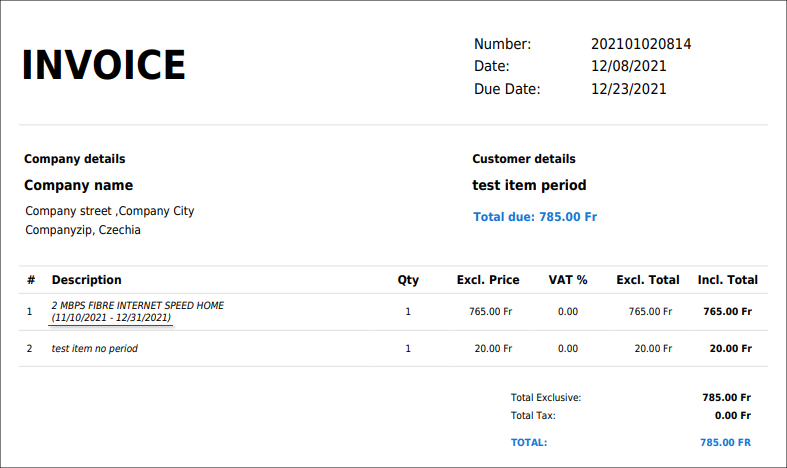 INVOICE
Number: 202101020814
Date: 12/08/2021
Due Date: 12/23/2021
Company details
Company name
Company street ,Company City
Companyzip, Czechia
Customer details
test item period
Total due: 785.00 Fr
# Description Qty Excl. Price VAT % Excl. Total Incl. Total
1 2 MBPS FIBRE INTERNET SPEED HOME
(11/10/2021 - 12/31/2021) 1 765.00 Fr 0.00 765.00 Fr 765.00 Fr
2 test item no period 1 20.00 Fr 0.00 20.00 Fr 20.00 Fr
Total Exclusive: 785.00 Fr
Total Tax: 0.00 Fr
TOTAL: 785.00 FR